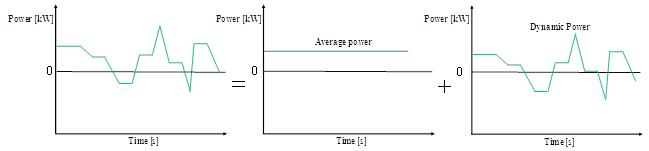 Power [kW]
0
Time [s]
=
Power [kW]
Average power
0
Time [s]
+
Power [kW]
Dynamic Power
0
Time [s]